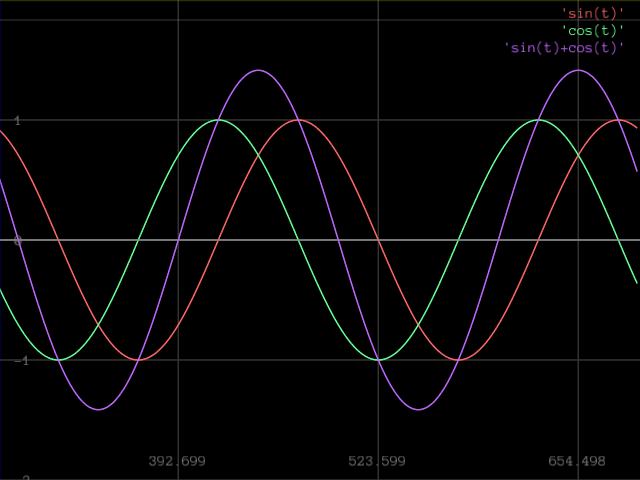 'sin(t)'
'cos(t)'
'sin(t)+cos(t)'
1
0
-1
392.699 523.599 654.498